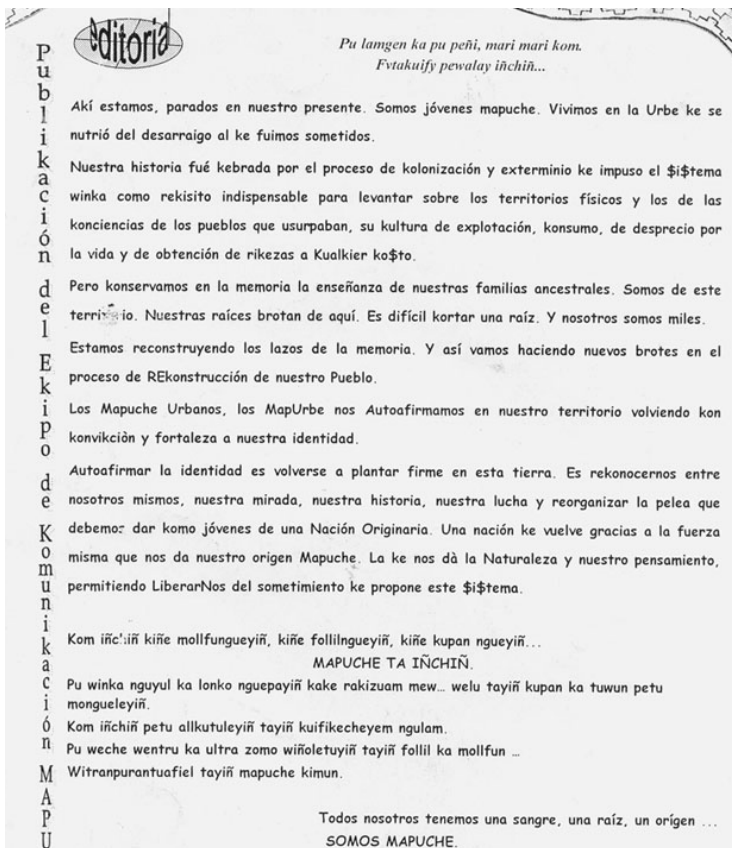 editorial
Pu lamgen ka pu peñi, mari mari kom.
Fvtakuify pewalay iñchiñ...
Akí estamos, parados en nuestro presente. Somos jóvenes mapuche. Vivimos en la Urbe ke se
nutrió del desarraigo al ke fuimos sometidos.
Nuestra historia fué kebrada por el proceso de kolonización y exterminio ke impuso el $i$tema
winka como rekisito indispensable para levantar sobre los territorios físicos y los de las
konciencias de los pueblos que usurpaban, su kultura de explotación, konsumo, de desprecio por
la vida y de obtención de rikezas a Kualkier ko$to.
Pero konservamos en la memoria la enseñanza de nuestras familias ancestrales. Somos de este
territorio. Nuestras raíces brotan de aquí. Es difícil kortar una raíz. Y nosotros somos miles.
Estamos reconstruyendo los lazos de la memoria. Y así vamos haciendo nuevos brotes en el
proceso de REkonstrucción de nuestro Pueblo.
Los Mapuche Urbanos, los MapUrbe nos Autoafirmamos en nuestro territorio volviendo kon
konvikciòn y fortaleza a nuestra identidad.
Autoafirmar la identidad es volverse a plantar firme en esta tierra. Es rekonocernos entre
nosotros mismos, nuestra mirada, nuestra historia, nuestra lucha y reorganizar la pelea que
debemos dar komo jóvenes de una Nación Originaria. Una nación ke vuelve gracias a la fuerza
misma que nos da nuestro origen Mapuche. La ke nos dà la Naturaleza y nuestro pensamiento,
permitiendo LiberarNos del sometimiento ke propone este $i$tema.
Kom iñchiñ kiñe mollfungueyiñ, kiñe follilngueyiñ, kiñe kupan ngueyiñ...
MAPUCHE TA IÑCHIÑ.
Pu winka nguyul ka lonko nguepayiñ kake rakizuam mew... welu tayiñ kupan ka tuwun petu
mongueleyiñ.
Kom iñchiñ petu allkutuleyiñ tayiñ kuifikecheyem ngulam.
Pu weche wentru ka ultra zomo wiñoletuyiñ tayiñ follil ka mollfun ...
Witranpurantuafiel tayiñ mapuche kimun.
Todos nosotros tenemos una sangre, una raíz, un orígen ...
SOMOS MAPUCHE.
Publikación del Ekipo de Komunikación MAPU